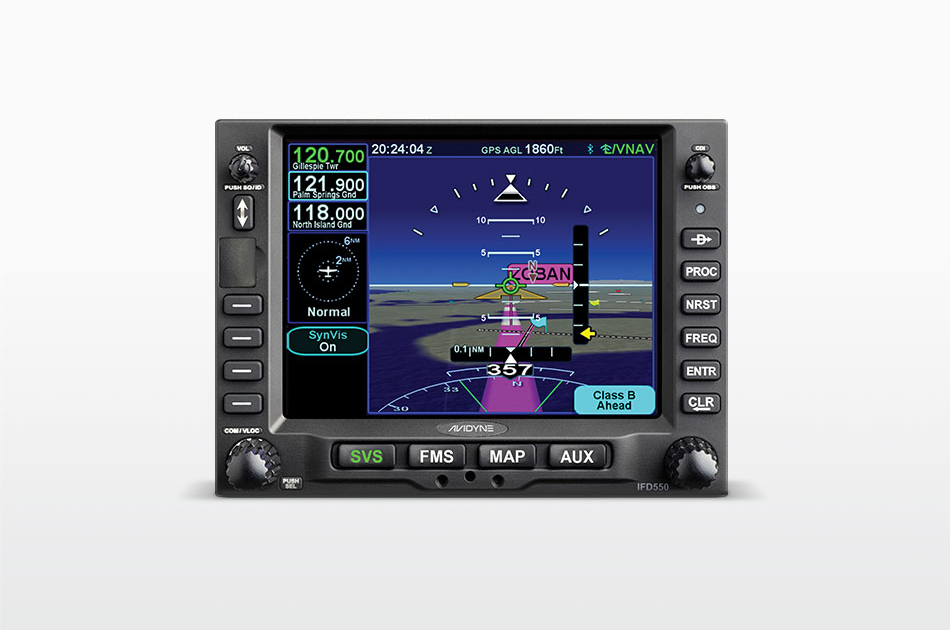 VOL
PUSH SQ/ID
120.700
Gillespie Twr
121.900
Palm Springs Gnd
118.000
North Island Gnd
6NM
2NM
Normal
SynVis
On
20:24:04 Z
GPS AGL 1860Ft
/VNAV
10 10
5 5
N
ZOBAN
5 5
0.1 NM
357
33
N
30
Class B
Ahead
CDI
PUSH OBS
D
PROC
NRST
FREQ
ENTR
CLR
COM / VLOC
PUSH
SEL
AVIDYNE
SVS
FMS
MAP
AUX
IFD550